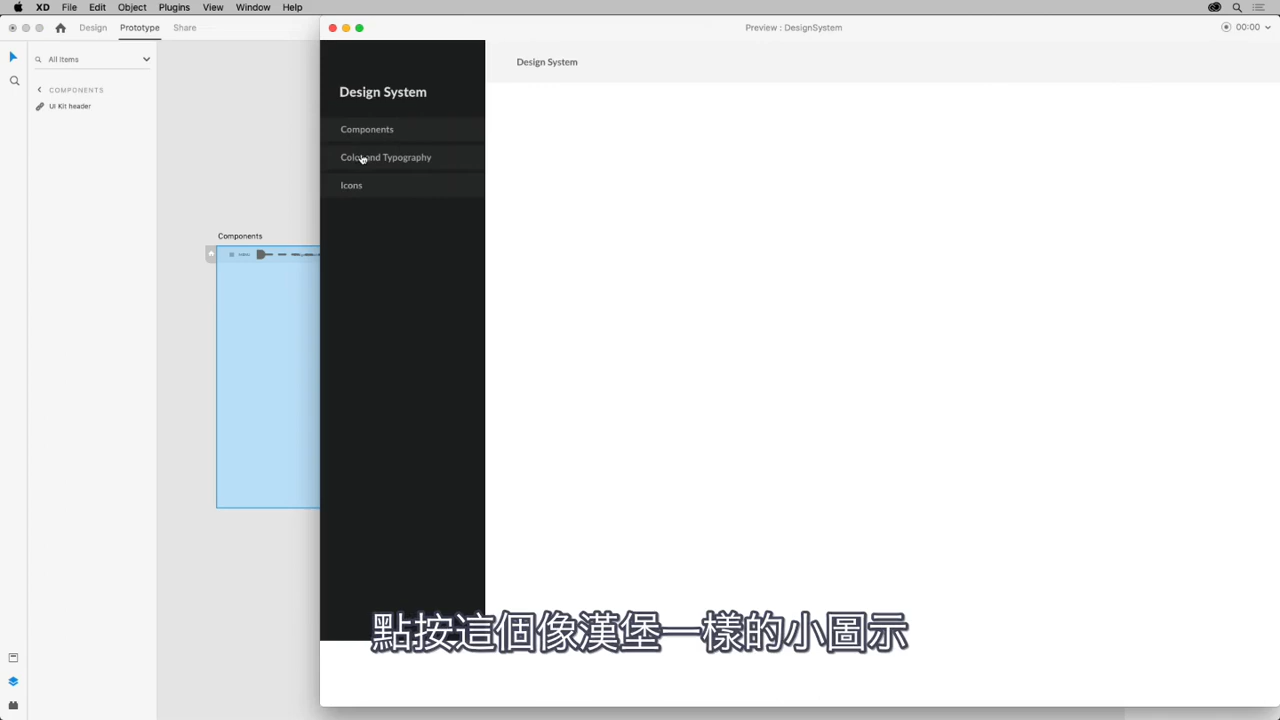 XD File Edit Object Plugins View Window Help
Design Prototype Share
Preview : DesignSystem
00:00
All Items
COMPONENTS
UI Kit header
Components
Design System
Components
Color and Typography
Icons
Design System
點按這個像漢堡一樣的小圖示